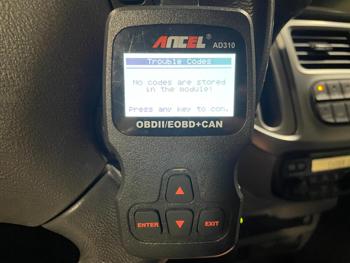 ANCEL
AD310
Trouble Codes
No codes are stored
in the module!
Press any key to con.
OBDII/EOBD+CAN
ENTER
EXIT